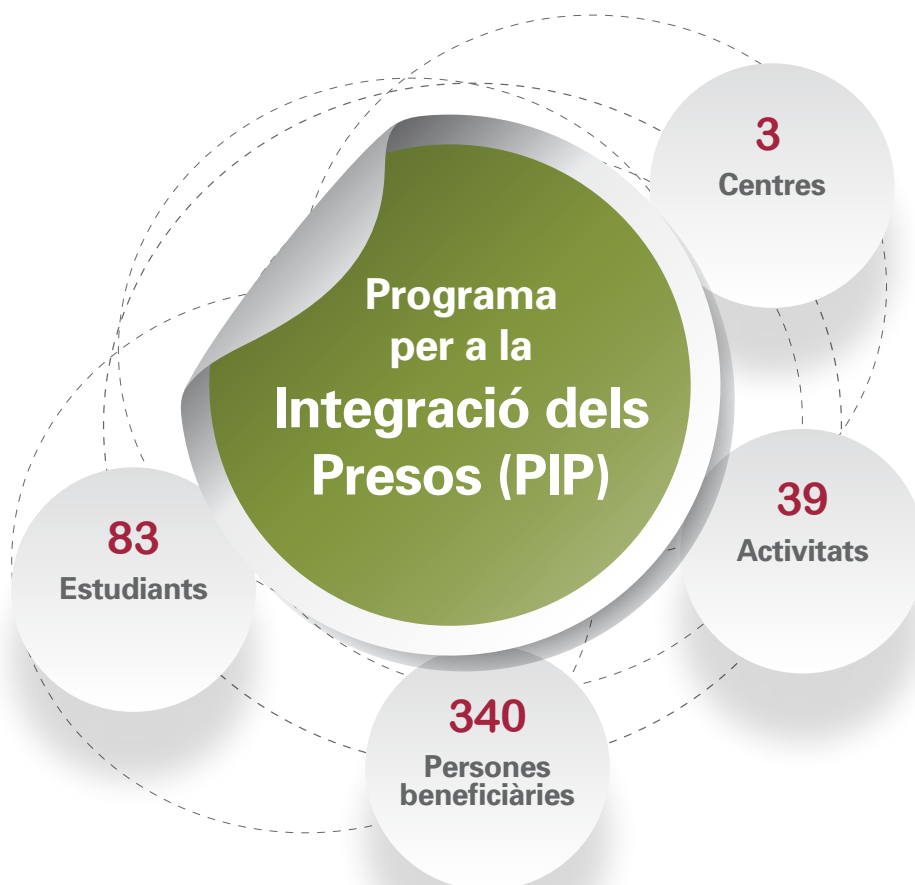 Programa
per a la
Integració dels
Presos (PIP)
3
Centres
39
Activitats
340
Persones
beneficiàries
83
Estudiants